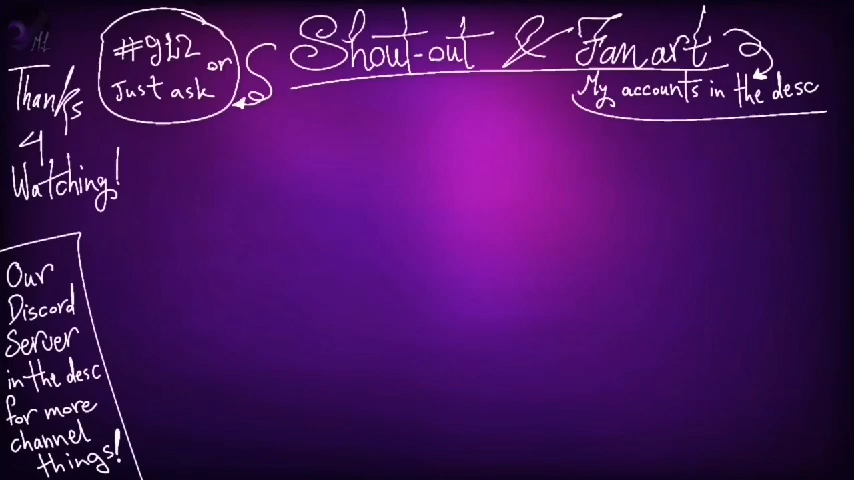 Shout-out & Fan art
My accounts in the desc
or
Just ask
Thanks
4
Watching!
Our
Discord
Server
in the desc
for more
channel
things!